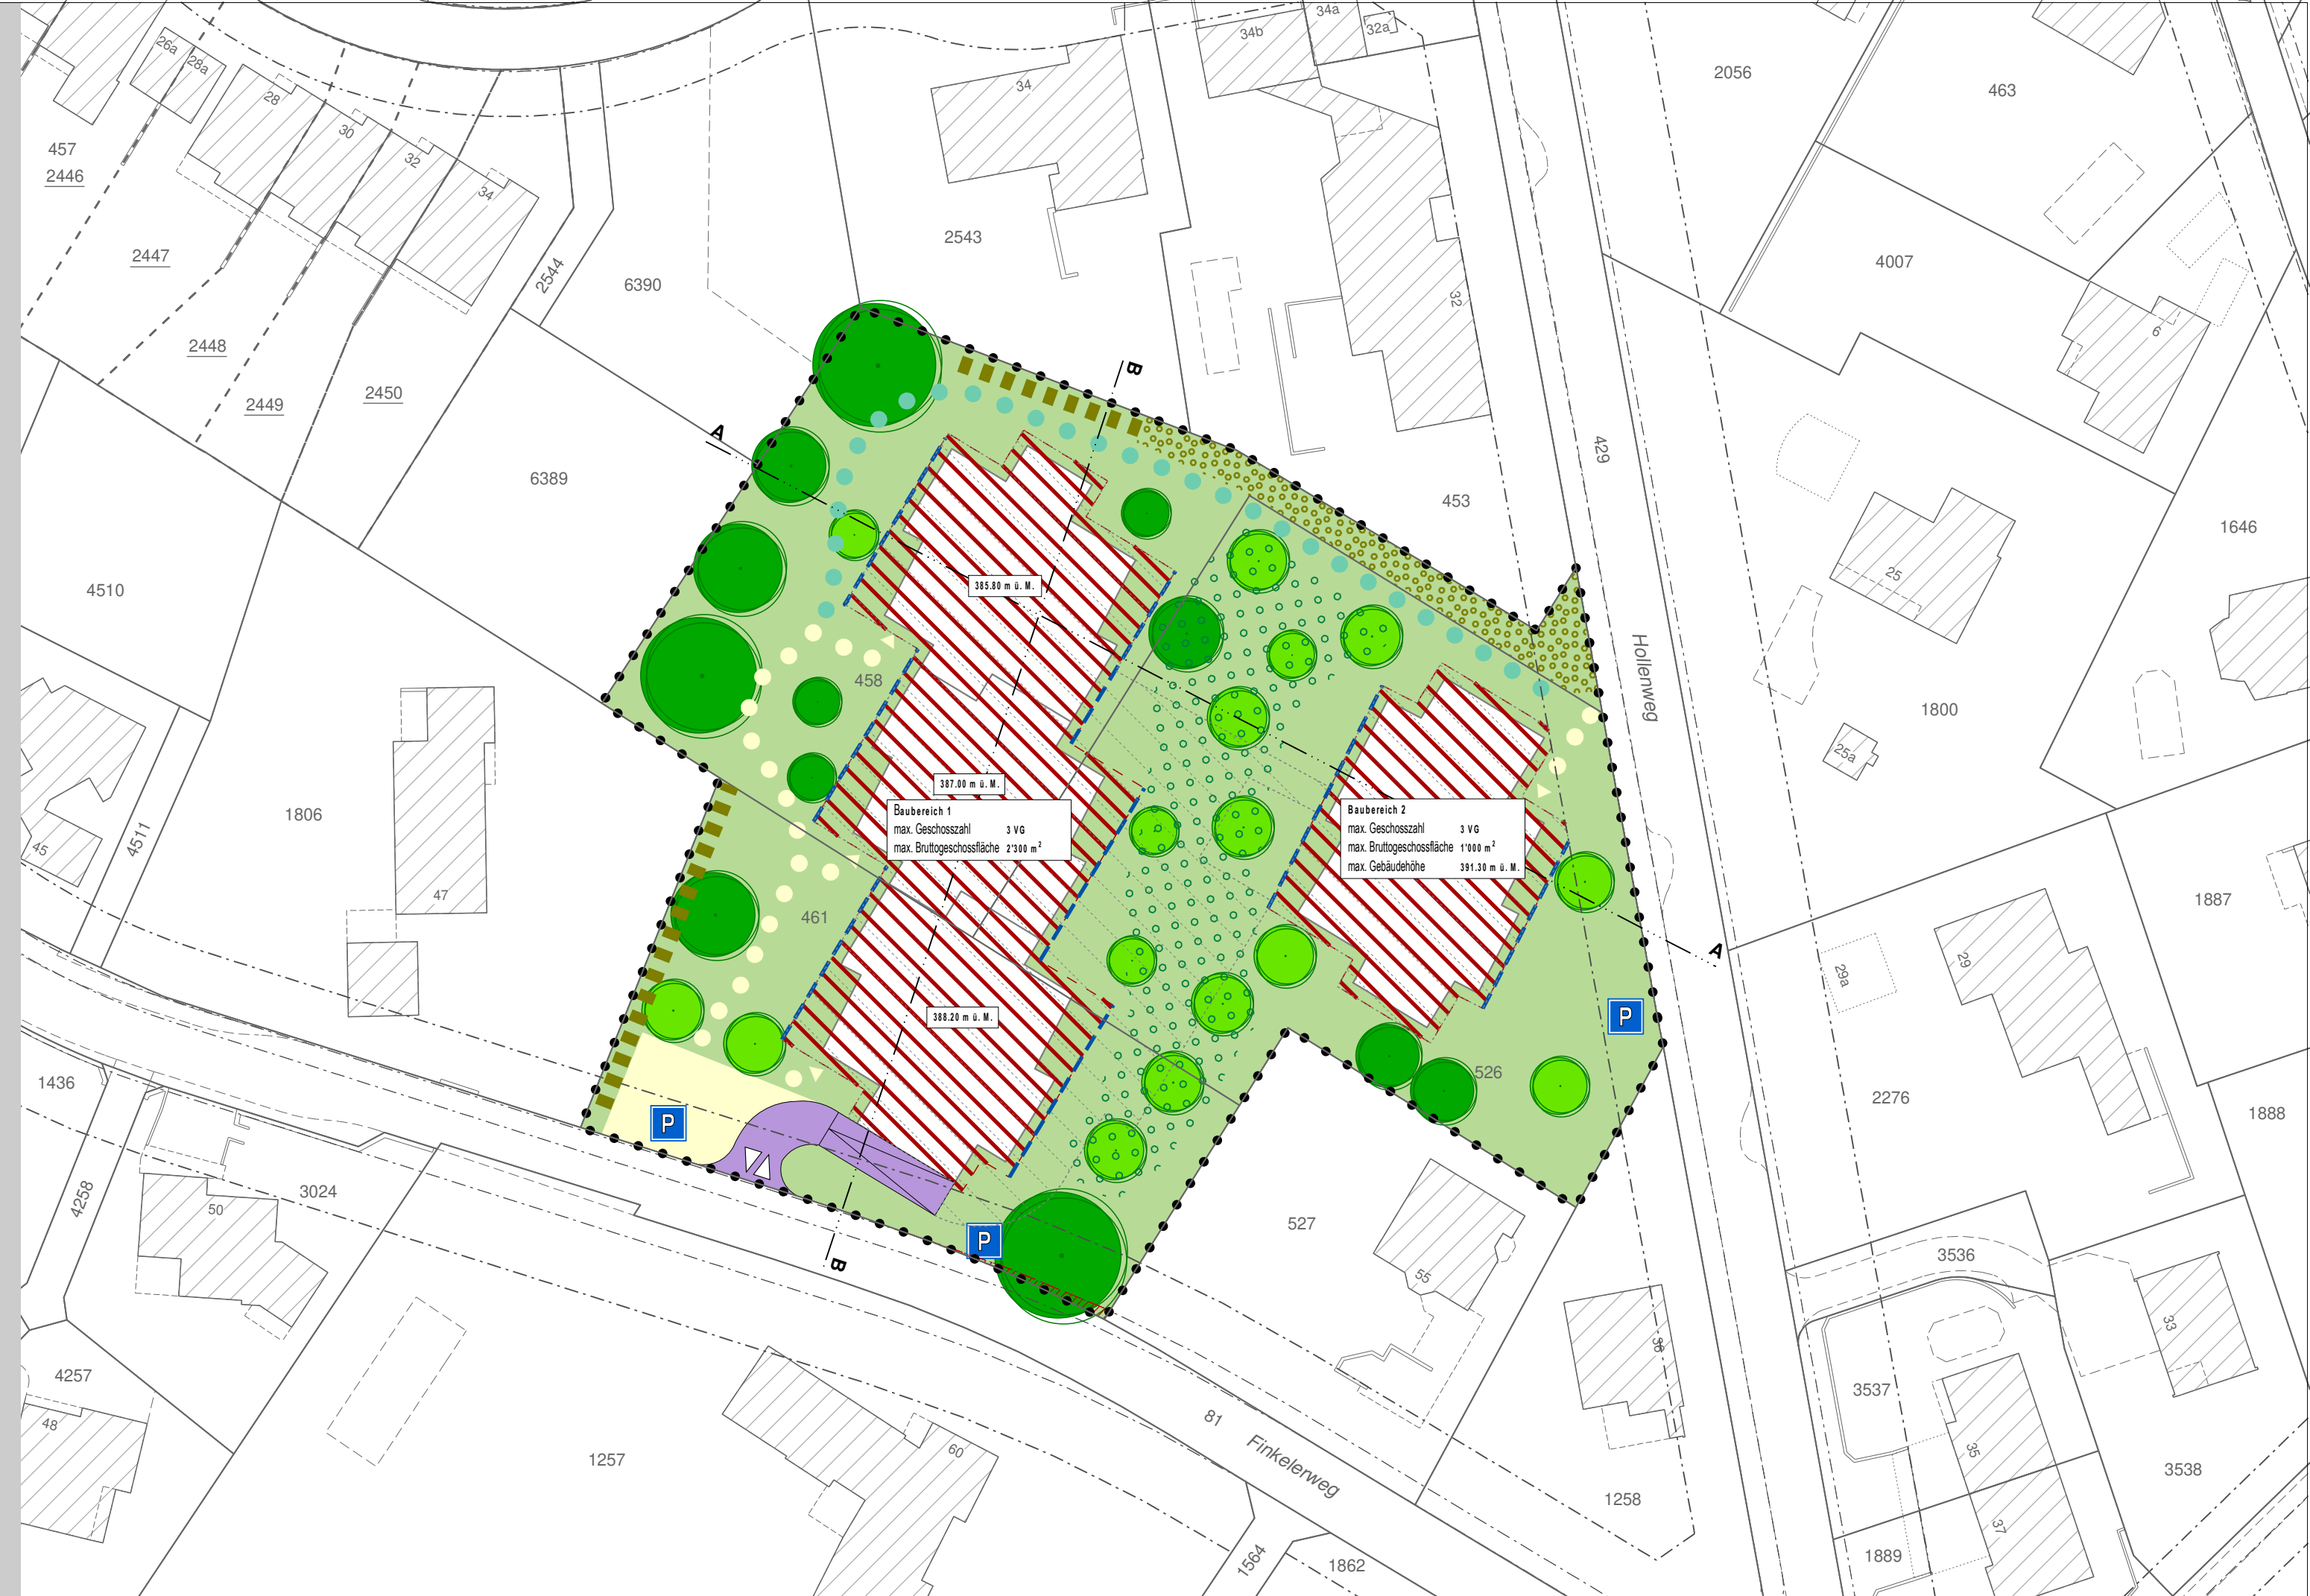 34a
34b
32a
26a
28a
28
30
32
34
34
2056
463
457
2446
2447
2448
2449
2450
2544
6390
2543
32
4007
6
B
A
6389
453
429
1646
4510
25
385.80 m ü. M.
Hollenweg
458
1800
25a
387.00 m ü. M.
Baubereich 1
max. Geschosszahl 3 VG
max. Bruttogeschossfläche 2'300 m²
Baubereich 2
max. Geschosszahl 3 VG
max. Bruttogeschossfläche 1'000 m²
max. Gebäudehöhe 391.30 m ü. M.
1806
4511
45
47
461
1887
A
29
29a
388.20 m ü. M.
P
526
1436
2276
1888
P
4258
3024
50
527
P
B
55
3536
36
33
4257
48
3537
35
81
Finkelerweg
60
1257
1258
3538
37
1564
1862
1889